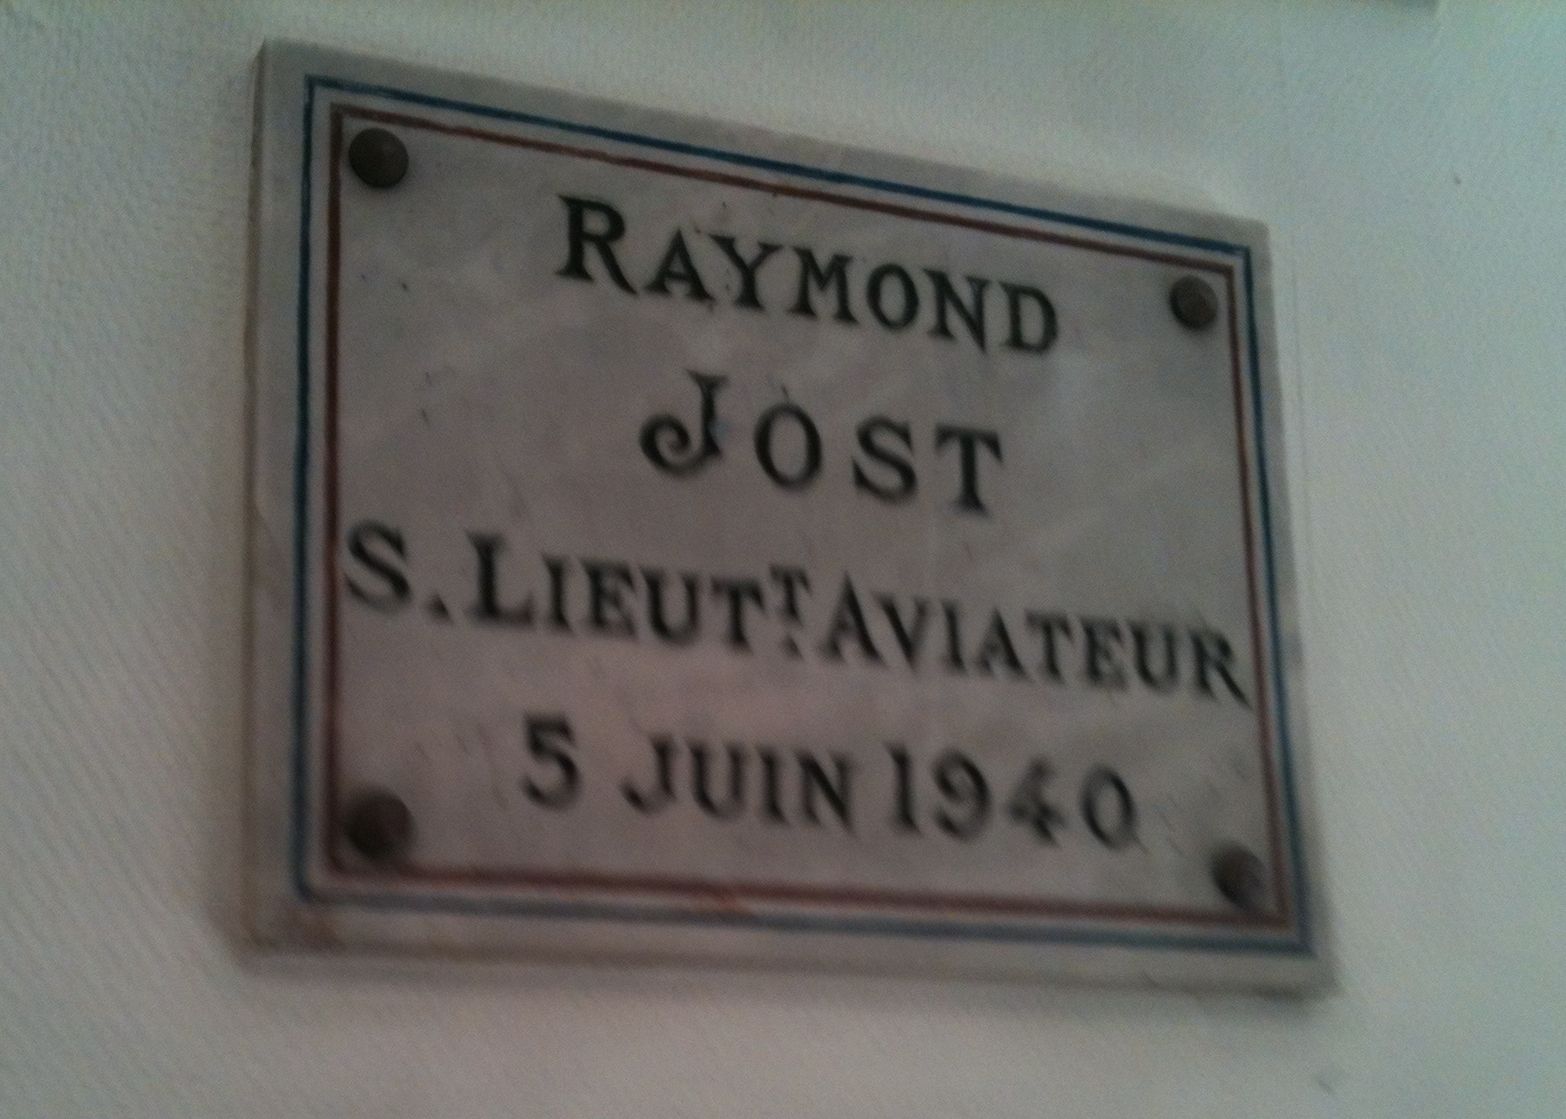 RAYMOND
JOST
S. LIEUTT. AVIATEUR
5 JUIN 1940